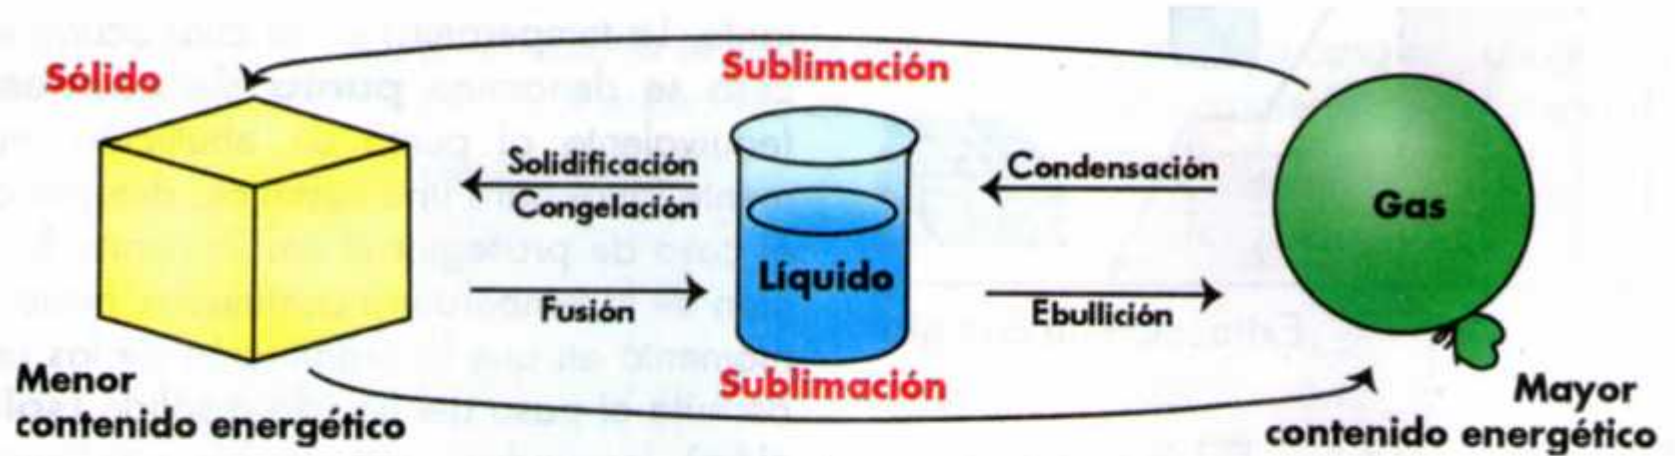 Sólido
Sublimación
Solidificación
Congelación
Condensación
Gas
Líquido
Fusión
Ebullición
Sublimación
Menor
contenido energético
Mayor
contenido energético